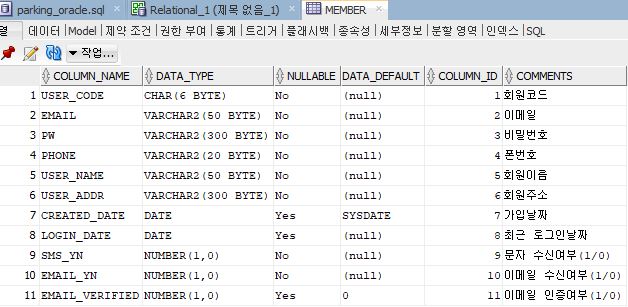 parking_oracle.sql Relational_1 (제목 없음_1) MEMBER
열 데이터 Model 제약 조건 권한 부여 통계 트리거 플래시백 종속성 세부정보 분할 영역 인덱스 SQL
작업...
COLUMN_NAME DATA_TYPE NULLABLE DATA_DEFAULT COLUMN_ID COMMENTS
1 USER_CODE CHAR(6 BYTE) No (null) 1 회원코드
2 EMAIL VARCHAR2(50 BYTE) No (null) 2 이메일
3 PW VARCHAR2(300 BYTE) No (null) 3 비밀번호
4 PHONE VARCHAR2(20 BYTE) No (null) 4 폰번호
5 USER_NAME VARCHAR2(50 BYTE) No (null) 5 회원이음
6 USER_ADDR VARCHAR2(300 BYTE) No (null) 6 회원주소
7 CREATED_DATE DATE Yes SYSDATE 7 가입날짜
8 LOGIN_DATE DATE Yes (null) 8 최근 로그인날짜
9 SMS_YN NUMBER(1,0) No (null) 9 문자 수신여부(1/0)
10 EMAIL_YN NUMBER(1,0) No (null) 10 이메일 수신여부(1/0)
11 EMAIL_VERIFIED NUMBER(1,0) Yes 0 11 이메일 인증여부(1/0)